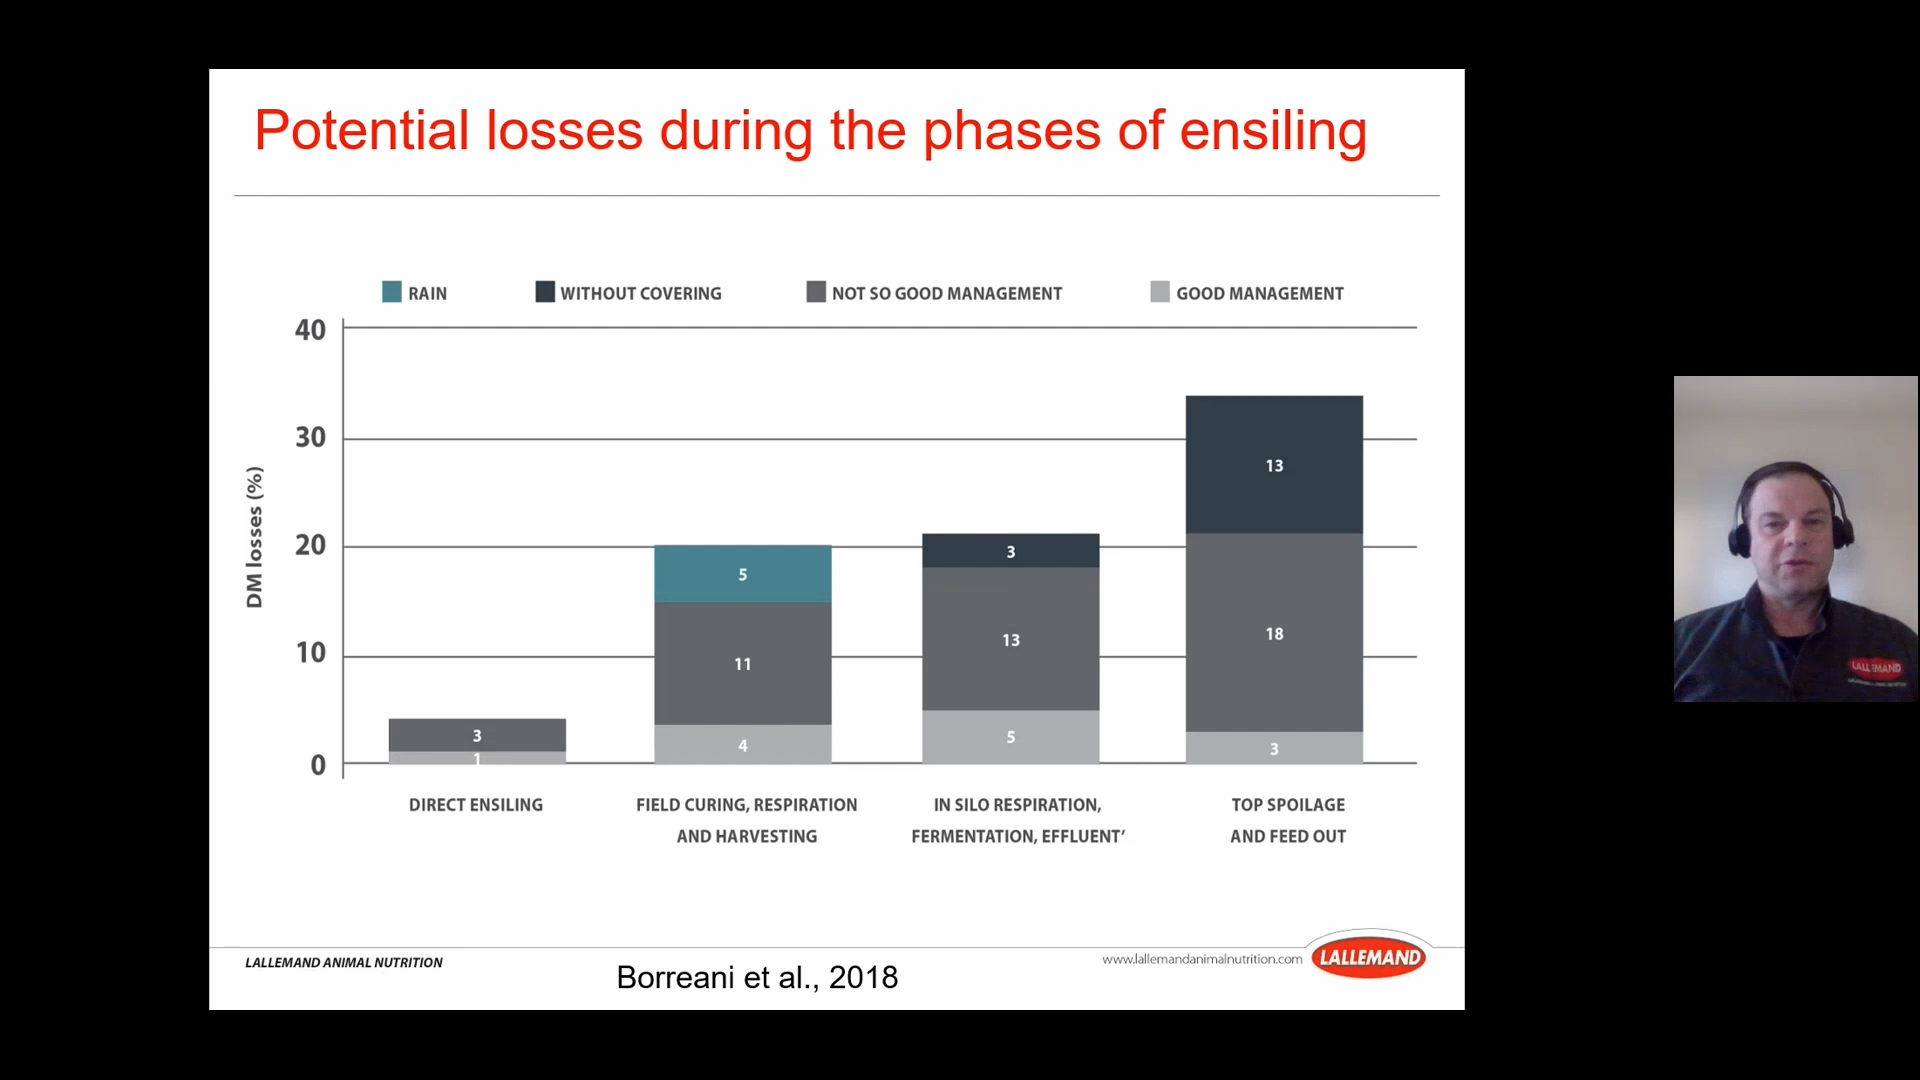 Potential losses during the phases of ensiling
RAIN
WITHOUT COVERING
NOT SO GOOD MANAGEMENT
GOOD MANAGEMENT
40
30
20
10
0
DM losses (%)
3
1
5
11
4
3
13
5
13
18
3
DIRECT ENSILING
FIELD CURING, RESPIRATION
AND HARVESTING
IN SILO RESPIRATION,
FERMENTATION, EFFLUENT’
TOP SPOILAGE
AND FEED OUT
LALLEMAND ANIMAL NUTRITION
Borreani et al., 2018
www.lallemandanimalnutrition.com
LALLEMAND
LALLEMAND